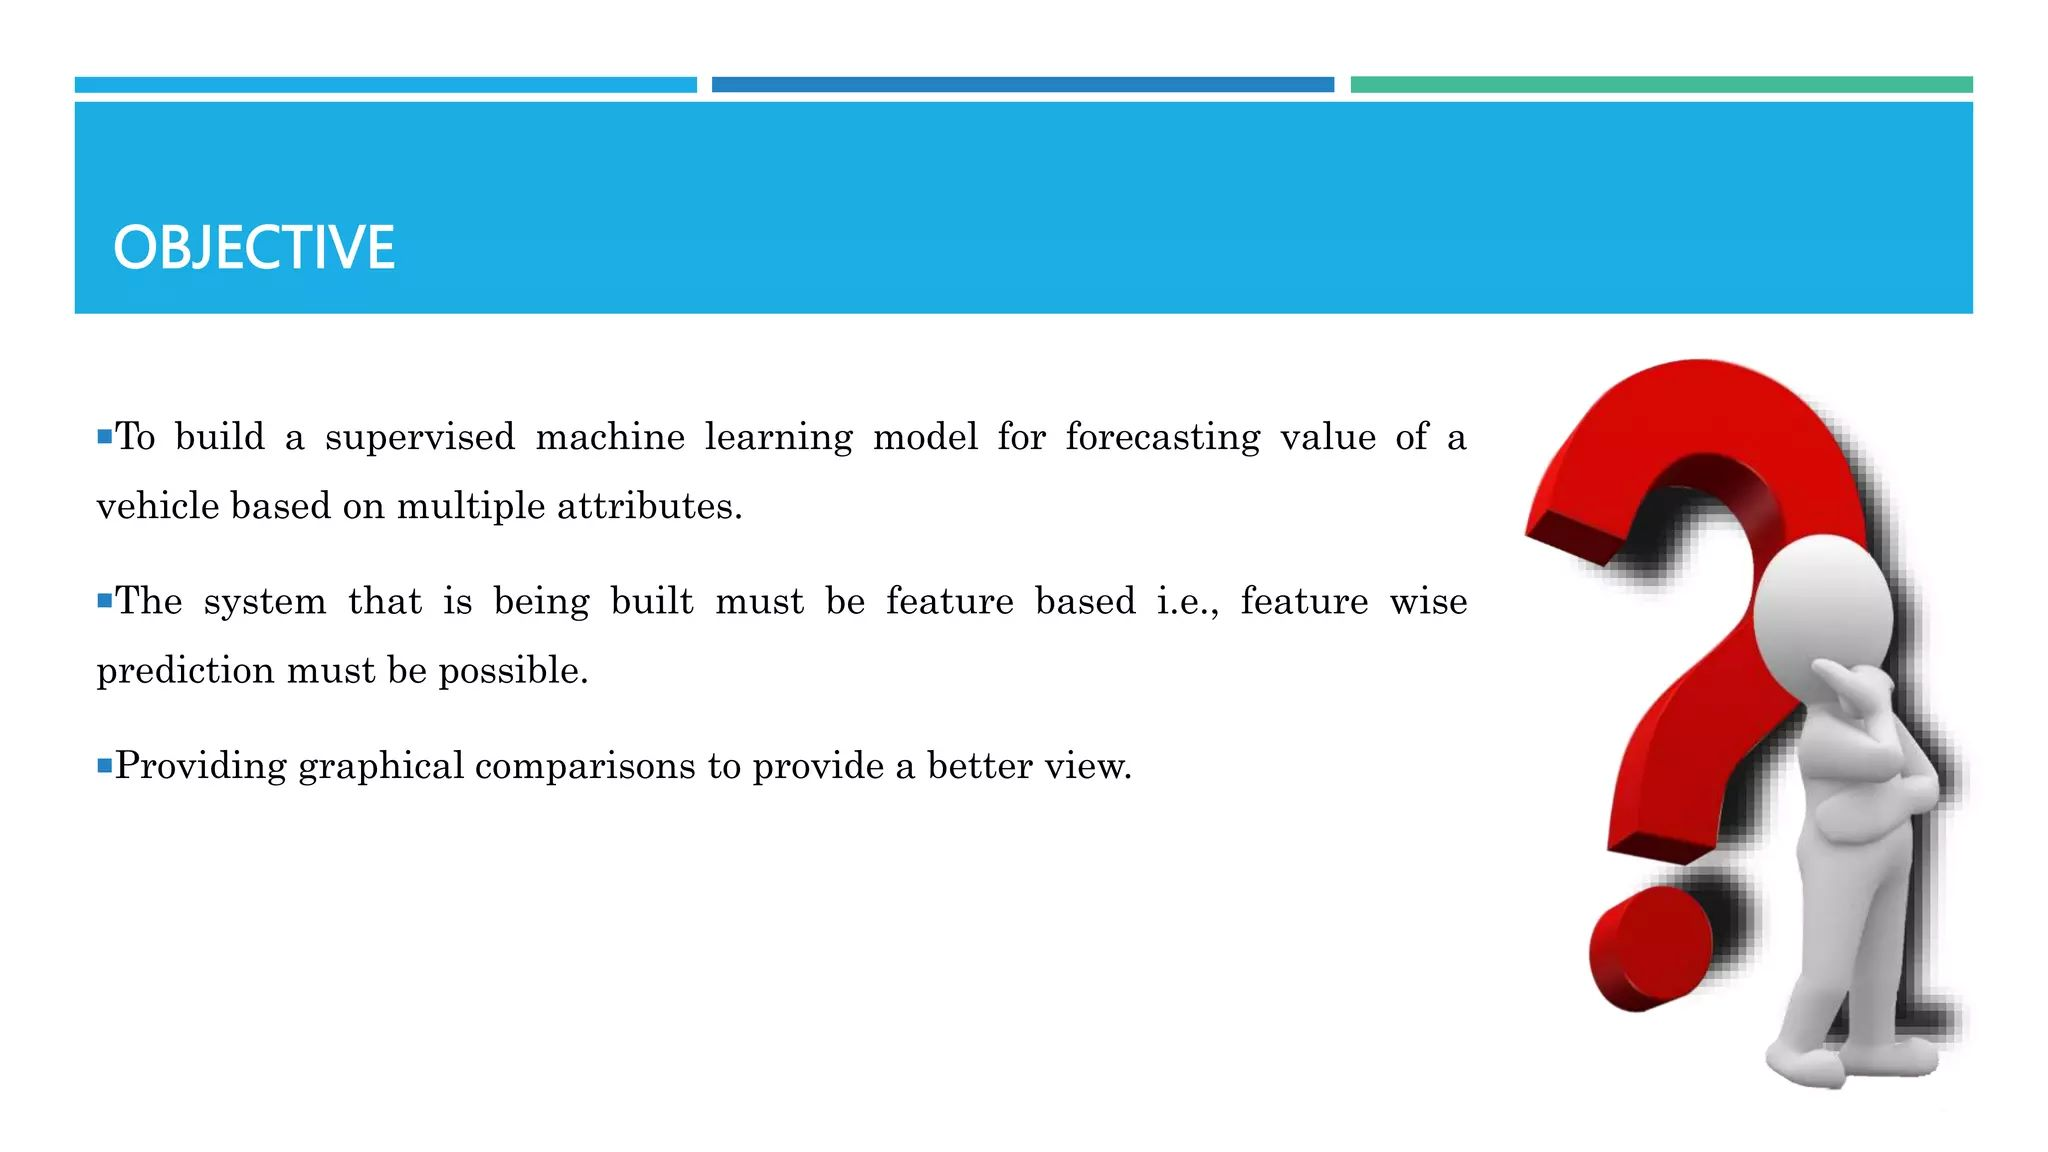 OBJECTIVE
▪To build a supervised machine learning model for forecasting value of a
vehicle based on multiple attributes.
▪The system that is being built must be feature based i.e., feature wise
prediction must be possible.
▪Providing graphical comparisons to provide a better view.